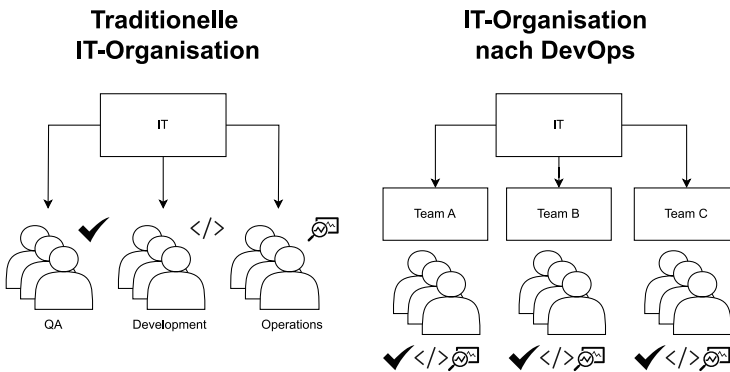 Traditionelle
IT-Organisation
IT
QA
</>
Development
Operations
IT-Organisation
nach DevOps
IT
Team A
Team B
Team C
</>
</>
</>